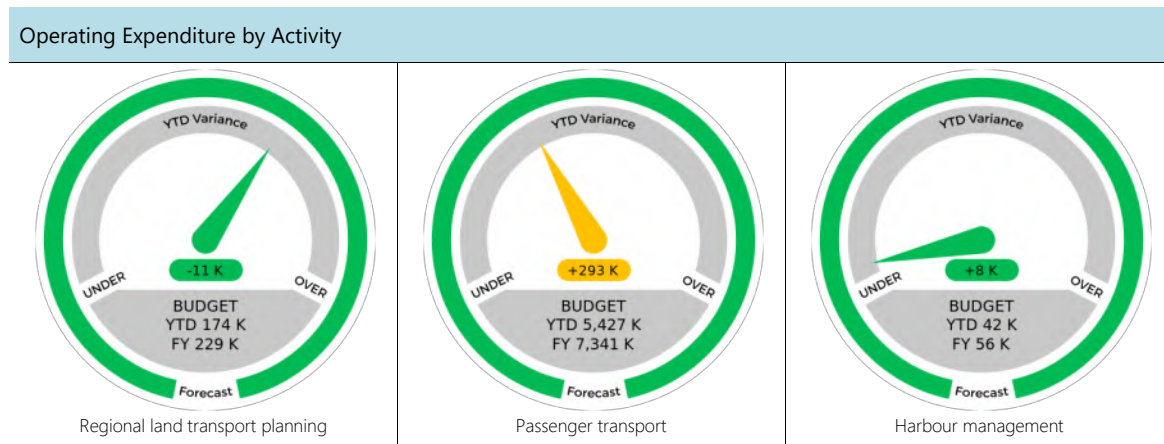 Operating Expenditure by Activity
YTD Variance
-11 K
UNDER
OVER
BUDGET
YTD 174 K
FY 229 K
Forecast
Regional land transport planning
YTD Variance
+293 K
UNDER
OVER
BUDGET
YTD 5,427 K
FY 7,341 K
Forecast
Passenger transport
YTD Variance
+8 K
UNDER
OVER
BUDGET
YTD 42 K
FY 56 K
Forecast
Harbour management